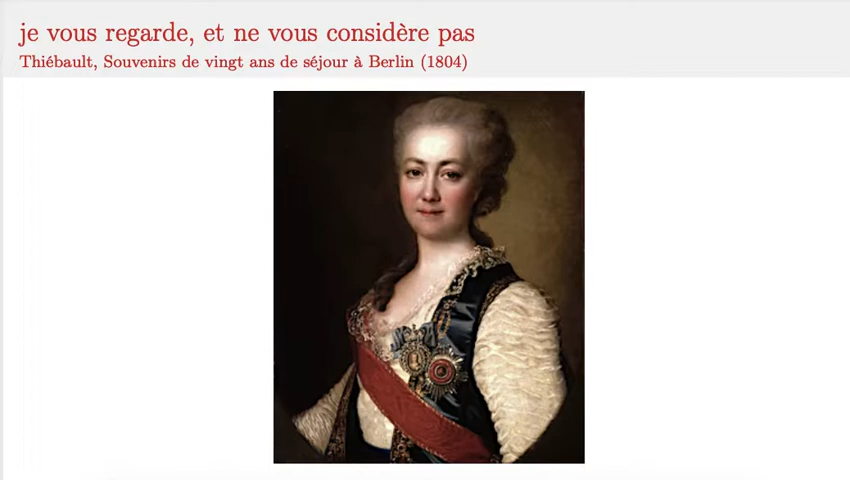 je vous regarde, et ne vous considère pas
Thiébault, Souvenirs de vingt ans de séjour à Berlin (1804)